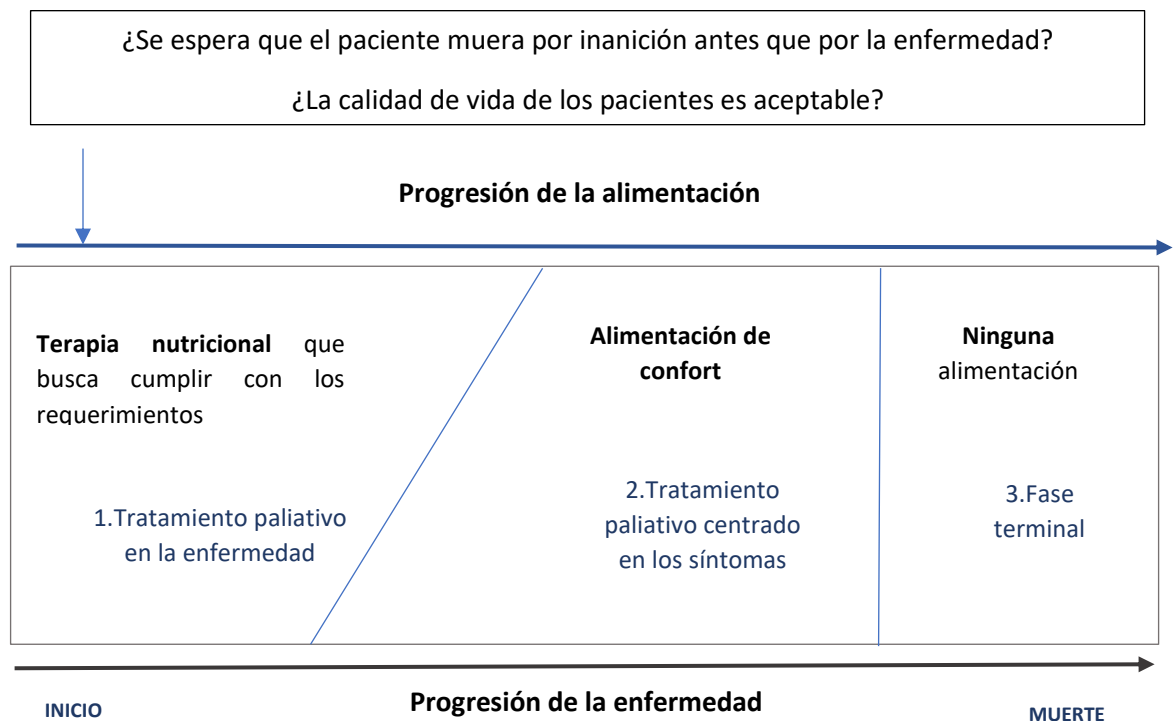 ¿Se espera que el paciente muera por inanición antes que por la enfermedad?
¿La calidad de vida de los pacientes es aceptable?
Progresión de la alimentación
Terapia nutricional que
busca cumplir con los
requerimientos
1.Tratamiento paliativo
en la enfermedad
Alimentación de
confort
2.Tratamiento
paliativo centrado
en los síntomas
Ninguna
alimentación
3.Fase
terminal
INICIO
Progresión de la enfermedad
MUERTE